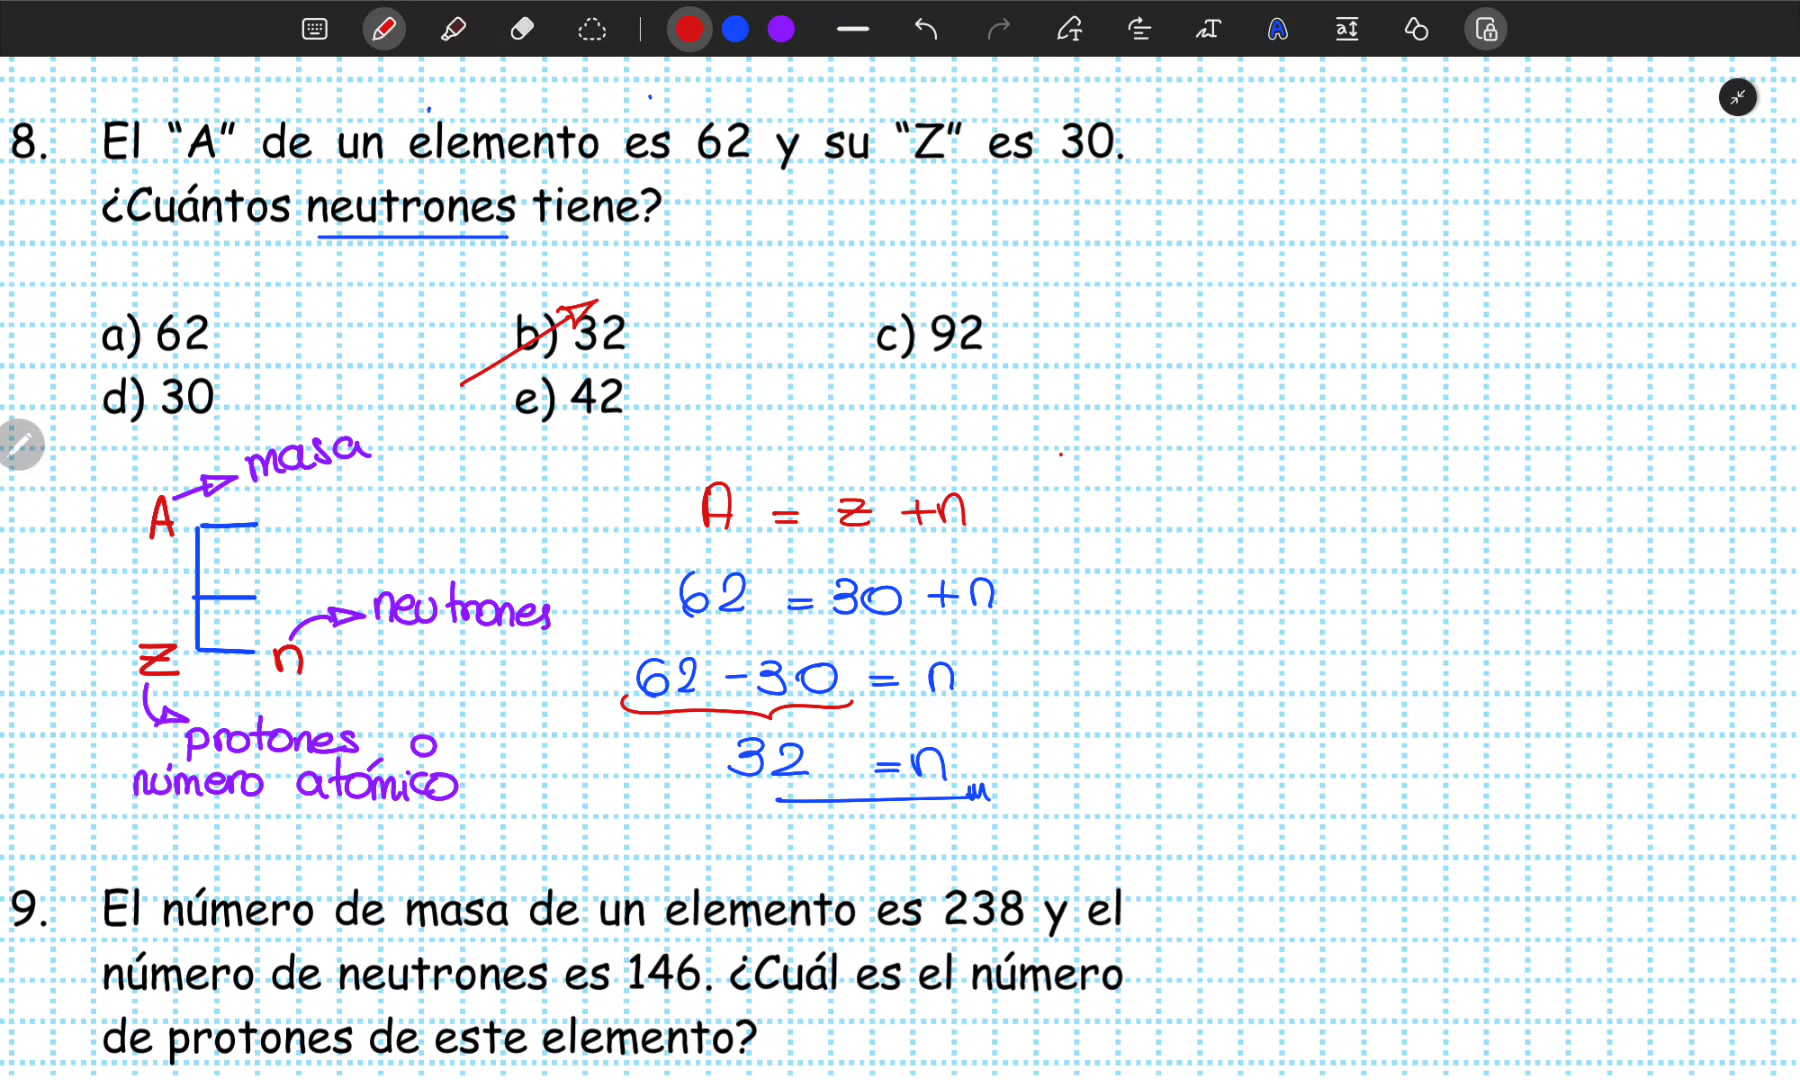 8. El “A” de un elemento es 62 y su “Z” es 30.
¿Cuántos neutrones tiene?
a) 62 b) 32 c) 92
d) 30 e) 42
masa
A
E
neutrones
Z n
protones o
número atómico
A = Z + n
62 = 30 + n
62 - 30 = n
32 = n
9. El número de masa de un elemento es 238 y el
número de neutrones es 146. ¿Cuál es el número
de protones de este elemento?